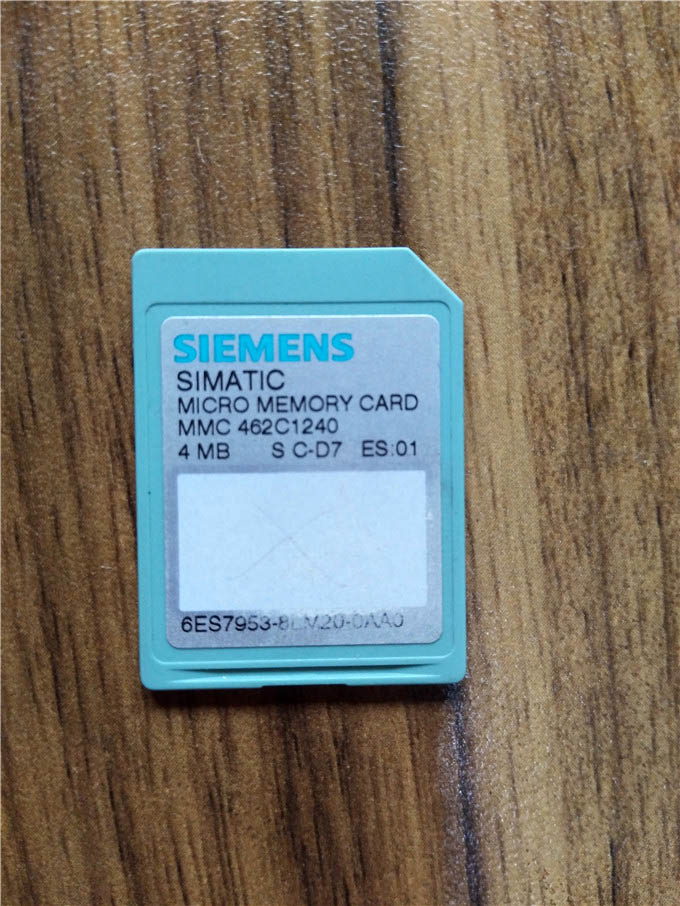 SIEMENS
SIMATIC
MICRO MEMORY CARD
MMC 462C1240
4 MB S C-D7 ES:01
6ES7953-8LM20-0AA0